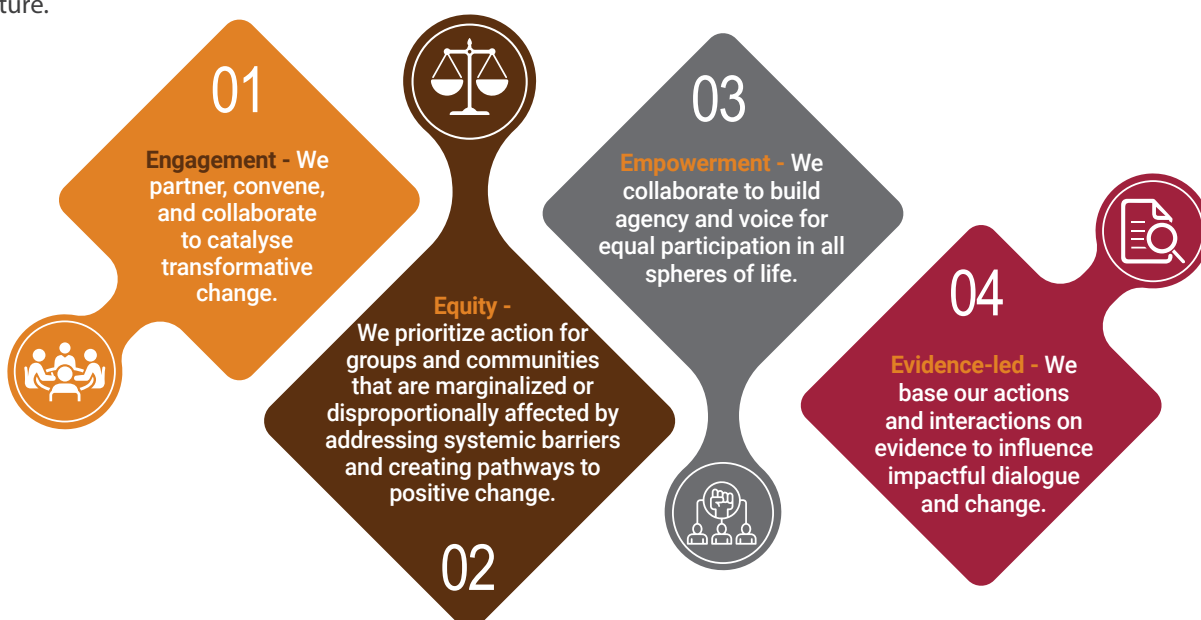 ture.
01
Engagement - We
partner, convene,
and collaborate
to catalyse
transformative
change.
Equity -
We prioritize action for
groups and communities
that are marginalized or
disproportionally affected by
addressing systemic barriers
and creating pathways to
positive change.
02
03
Empowerment - We
collaborate to build
agency and voice for
equal participation in all
spheres of life.
04
Evidence-led - We
base our actions
and interactions on
evidence to influence
impactful dialogue
and change.